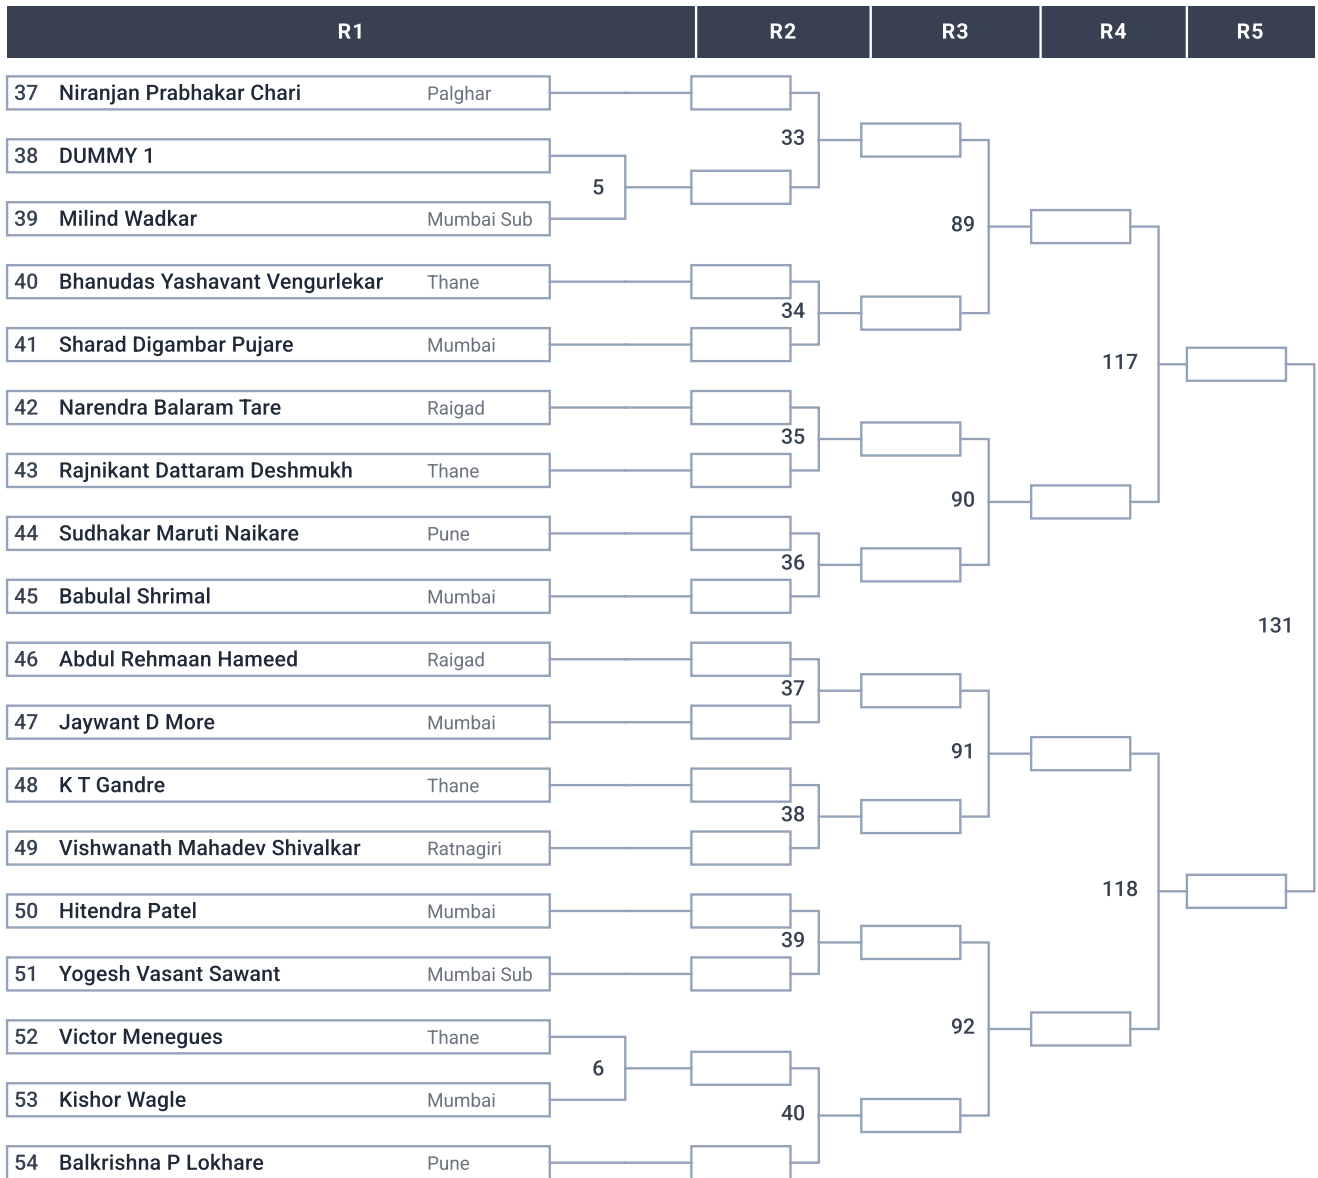 R1 R2 R3 R4 R5
37 Niranjan Prabhakar Chari Palghar
33
38 DUMMY 1
5
39 Milind Wadkar Mumbai Sub
89
40 Bhanudas Yashavant Vengurlekar Thane
34
41 Sharad Digambar Pujare Mumbai
117
42 Narendra Balaram Tare Raigad
35
43 Rajnikant Dattaram Deshmukh Thane
90
44 Sudhakar Maruti Naikare Pune
36
45 Babulal Shrimal Mumbai
131
46 Abdul Rehmaan Hameed Raigad
37
47 Jaywant D More Mumbai
91
48 K T Gandre Thane
38
49 Vishwanath Mahadev Shivalkar Ratnagiri
118
50 Hitendra Patel Mumbai
39
51 Yogesh Vasant Sawant Mumbai Sub
92
52 Victor Menegues Thane
6
53 Kishor Wagle Mumbai
40
54 Balkrishna P Lokhare Pune